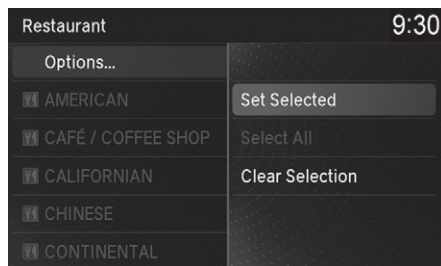 Restaurant 9:30
Options...
AMERICAN Set Selected
CAFÉ / COFFEE SHOP Select All
CALIFORNIAN Clear Selection
CHINESE
CONTINENTAL